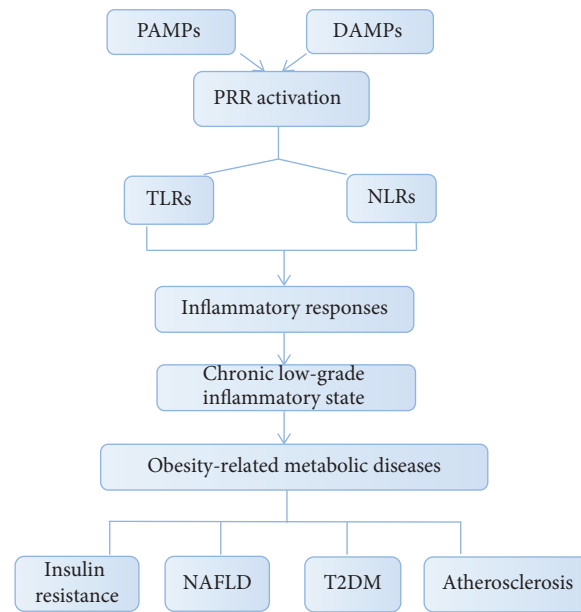 PAMPs
DAMPs
PRR activation
TLRs
NLRs
Inflammatory responses
Chronic low-grade
inflammatory state
Obesity-related metabolic diseases
Insulin
resistance
NAFLD
T2DM
Atherosclerosis